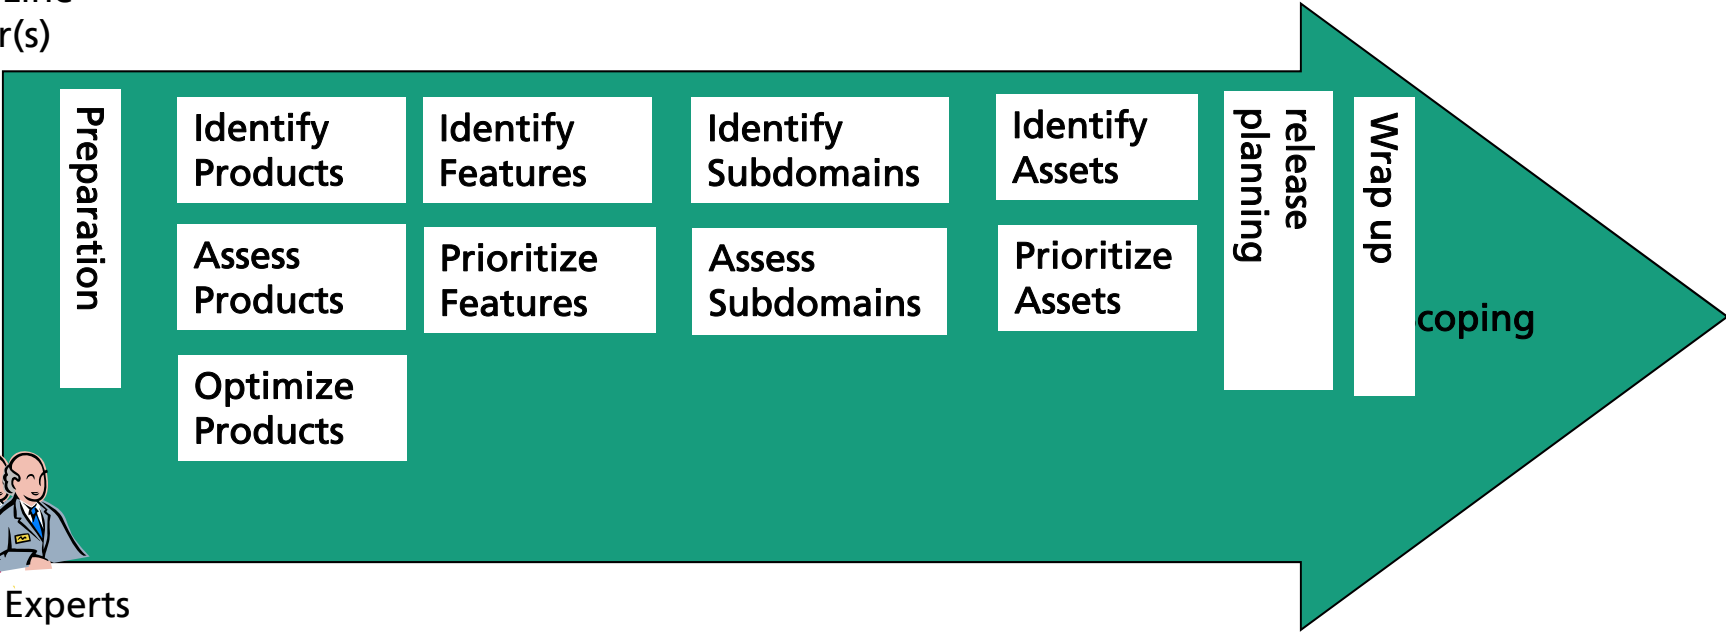 r(s)
Preparation
Identify
Products
Assess
Products
Optimize
Products
Identify
Features
Prioritize
Features
Identify
Subdomains
Assess
Subdomains
Identify
Assets
Prioritize
Assets
release
planning
Wrap up
coping
Experts